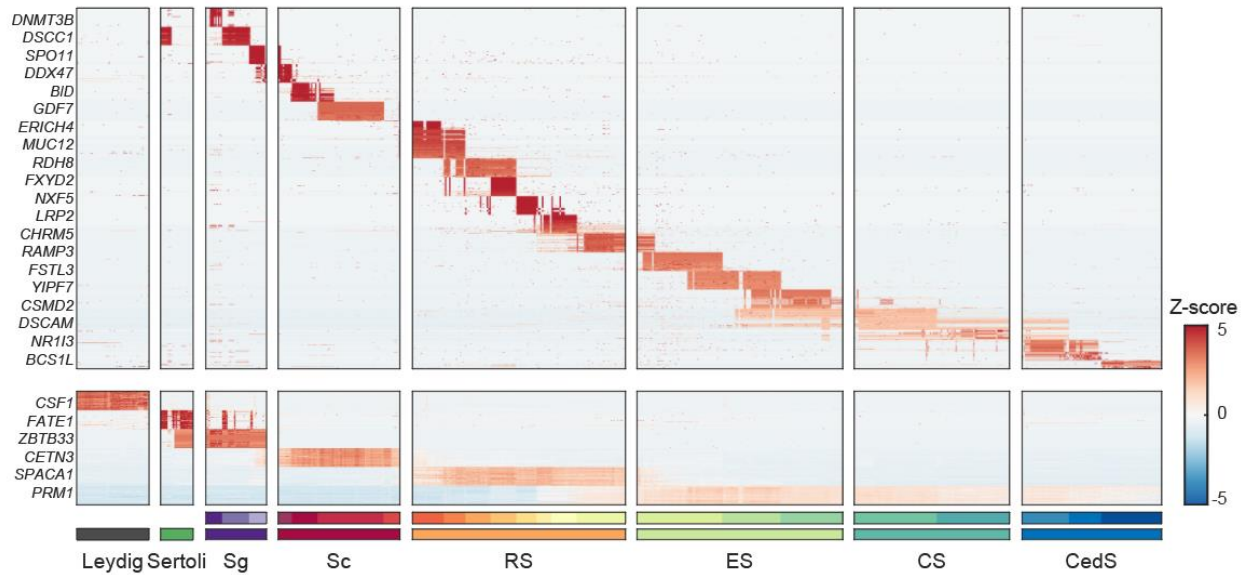 DNMT3B
DSCC1
SPO11
DDX47
BID
GDF7
ERICH4
MUC12
RDH8
FXYD2
NXF5
LRP2
CHRM5
RAMP3
FSTL3
YIPF7
CSMD2
DSCAM
NR1I3
BCS1L
Z-score
5
0
-5
CSF1
FATE1
ZBTB33
CETN3
SPACA1
PRM1
Leydig Sertoli Sg Sc RS ES CS CedS